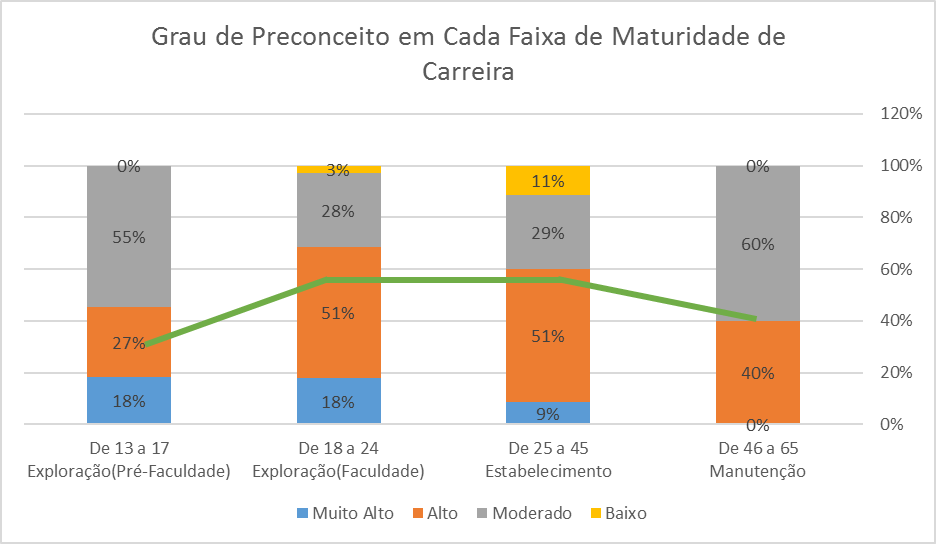 Grau de Preconceito em Cada Faixa de Maturidade de
Carreira
120%
100%
80%
60%
40%
20%
0%
0%
55%
27%
18%
3%
28%
51%
18%
11%
29%
51%
9%
0%
60%
40%
0%
De 13 a 17
Exploração(Pré-Faculdade)
De 18 a 24
Exploração(Faculdade)
De 25 a 45
Estabelecimento
De 46 a 65
Manutenção
Muito Alto
Alto
Moderado
Baixo